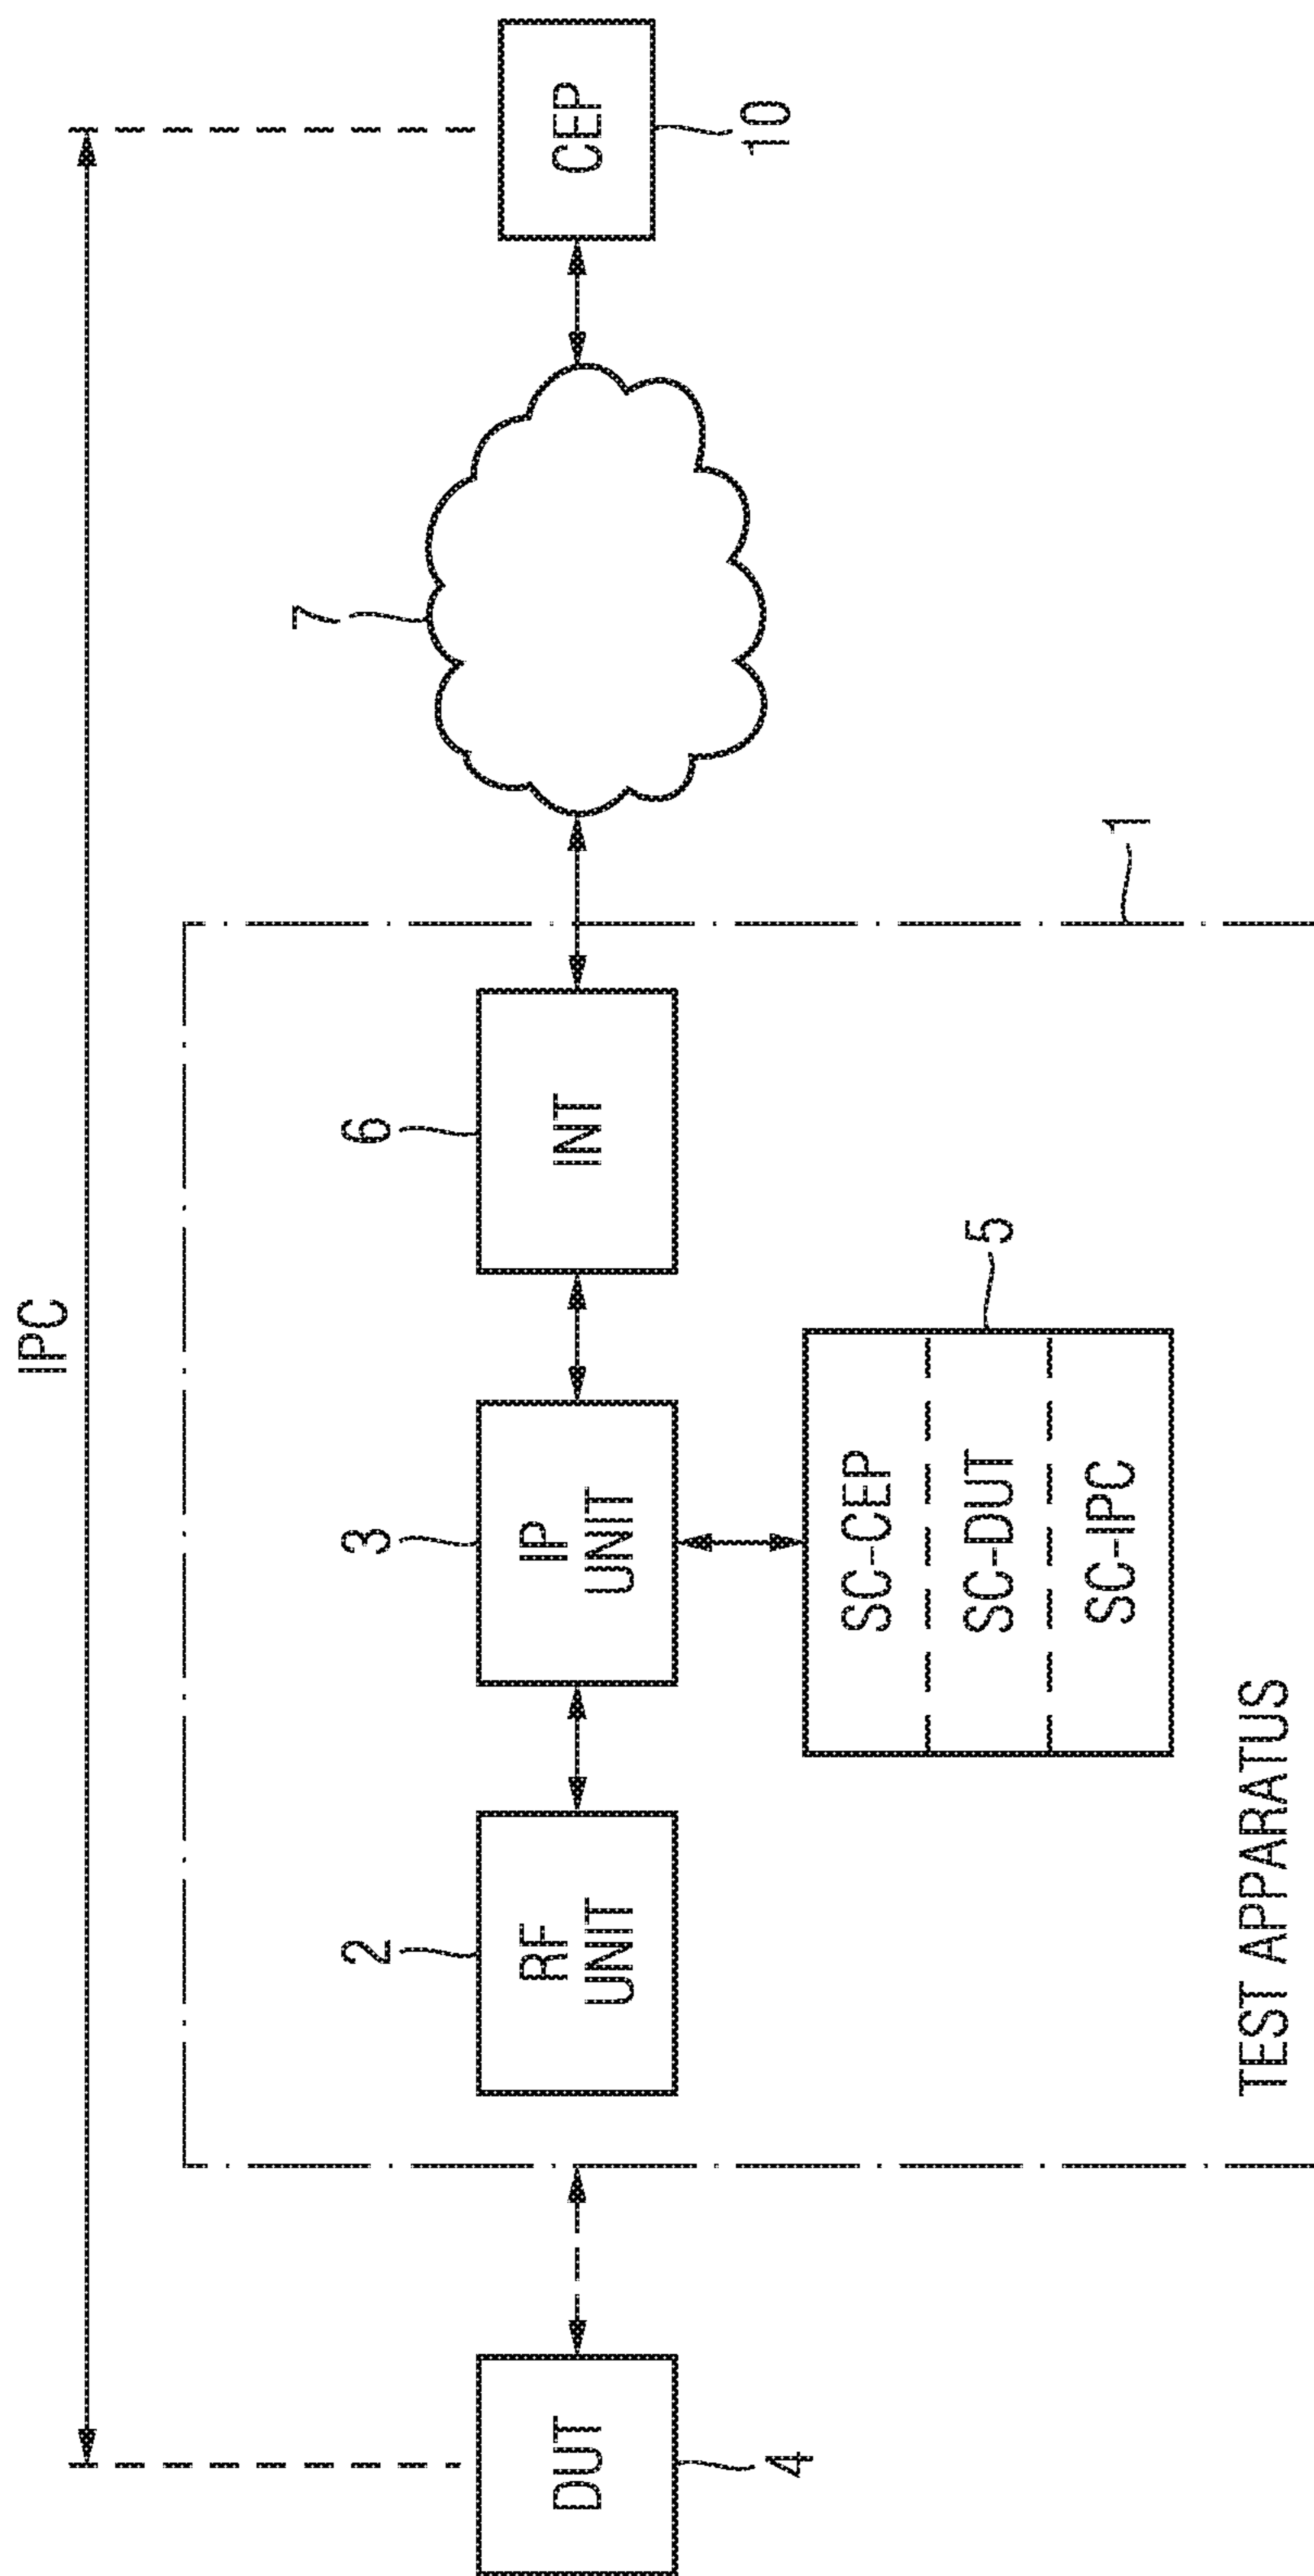 IPC
DUT
4
2
RF
UNIT
3
IP
UNIT
6
INT
7
CEP
10
SC-CEP
SC-DUT
SC-IPC
5
1
TEST APPARATUS